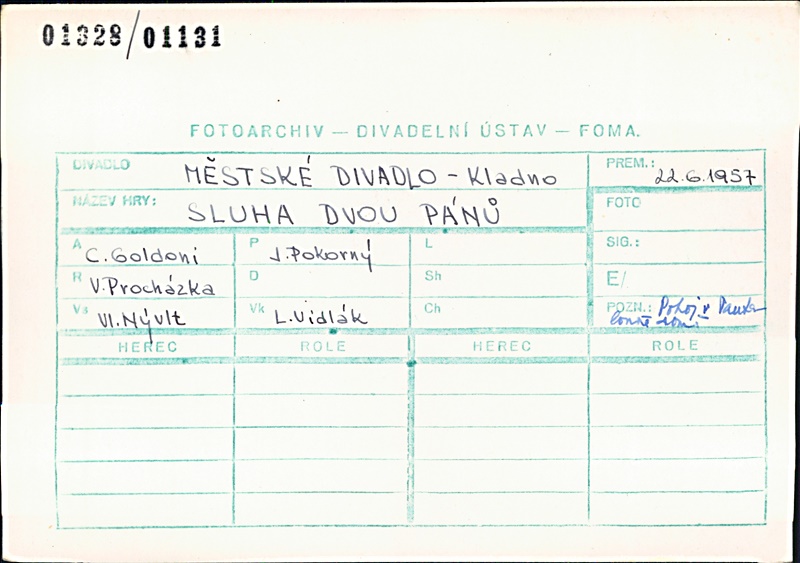 01328/01131
FOTOARCHIV — DIVADELNÍ ÚSTAV — FOMA.
DIVADLO MĚSTSKÉ DIVADLO - Kladno PREM.: 22.6.1957
NÁZEV HRY: SLUHA DVOU PÁNŮ FOTO
A C. Goldoni P J. Pokorný L SIG.:
R V. Procházka D Sh E/
Vs Vl. Nývlt Vk L. Vidlák Ch POZN.: Pokoj v
HEREC ROLE HEREC ROLE